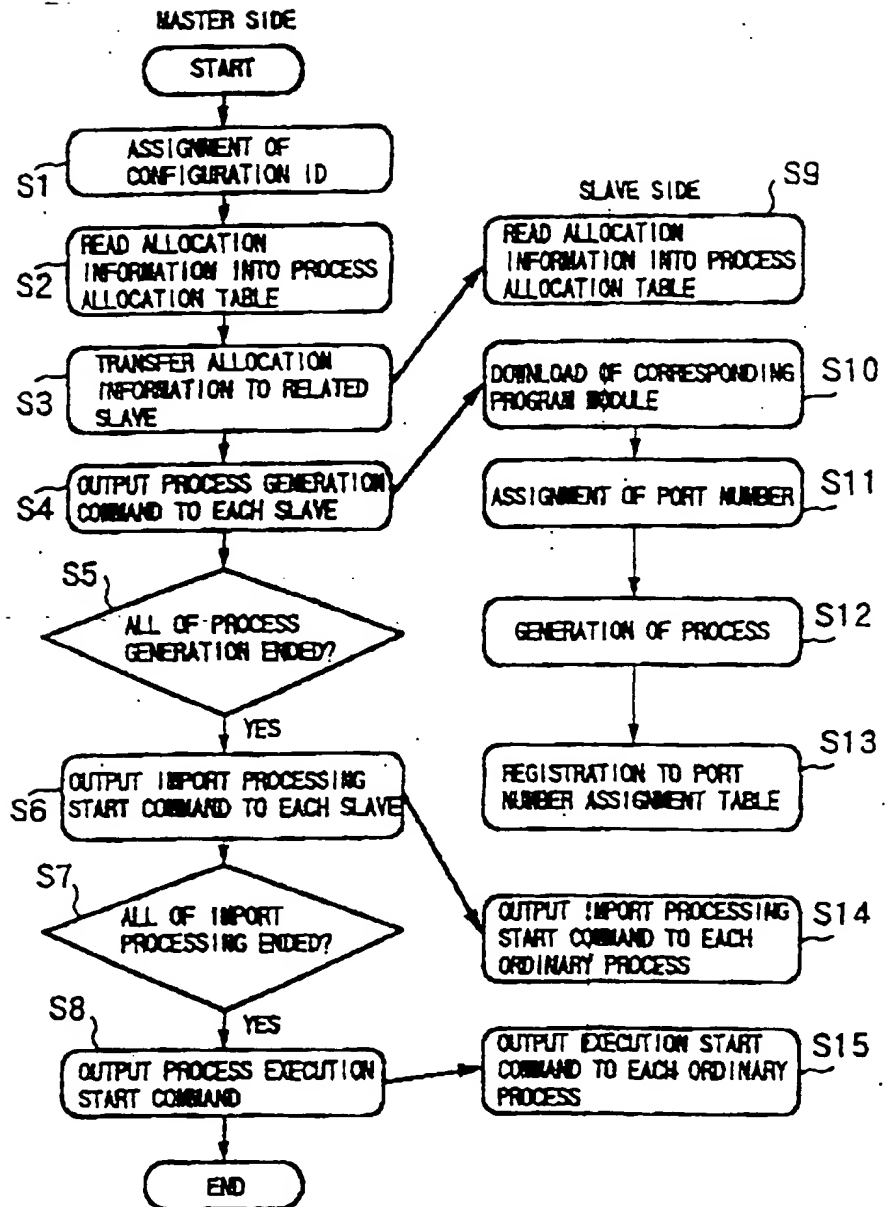 MASTER SIDE
START
ASSIGNMENT OF
CONFIGURATION ID
S1
READ ALLOCATION
INFORMATION INTO PROCESS
ALLOCATION TABLE
S2
TRANSFER ALLOCATION
INFORMATION TO RELATED
SLAVE
S3
OUTPUT PROCESS GENERATION
COMMAND TO EACH SLAVE
S4
S5
ALL OF PROCESS
GENERATION ENDED?
YES
OUTPUT IMPORT PROCESSING
START COMMAND TO EACH SLAVE
S6
S7
ALL OF IMPORT
PROCESSING ENDED?
YES
S8
OUTPUT PROCESS EXECUTION
START COMMAND
END
SLAVE SIDE
S9
READ ALLOCATION
INFORMATION INTO PROCESS
ALLOCATION TABLE
DOWNLOAD OF CORRESPONDING
PROGRAM MODULE
S10
ASSIGNMENT OF PORT NUMBER
S11
GENERATION OF PROCESS
S12
REGISTRATION TO PORT
NUMBER ASSIGNMENT TABLE
S13
OUTPUT IMPORT PROCESSING
START COMMAND TO EACH
ORDINARY PROCESS
S14
OUTPUT EXECUTION START
COMMAND TO EACH ORDINARY
PROCESS
S15